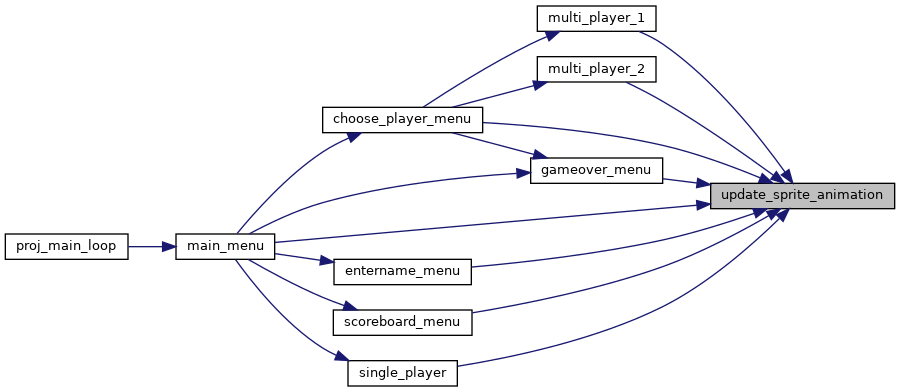 multi_player_1
multi_player_2
choose_player_menu
gameover_menu
update_sprite_animation
proj_main_loop
main_menu
entername_menu
scoreboard_menu
single_player